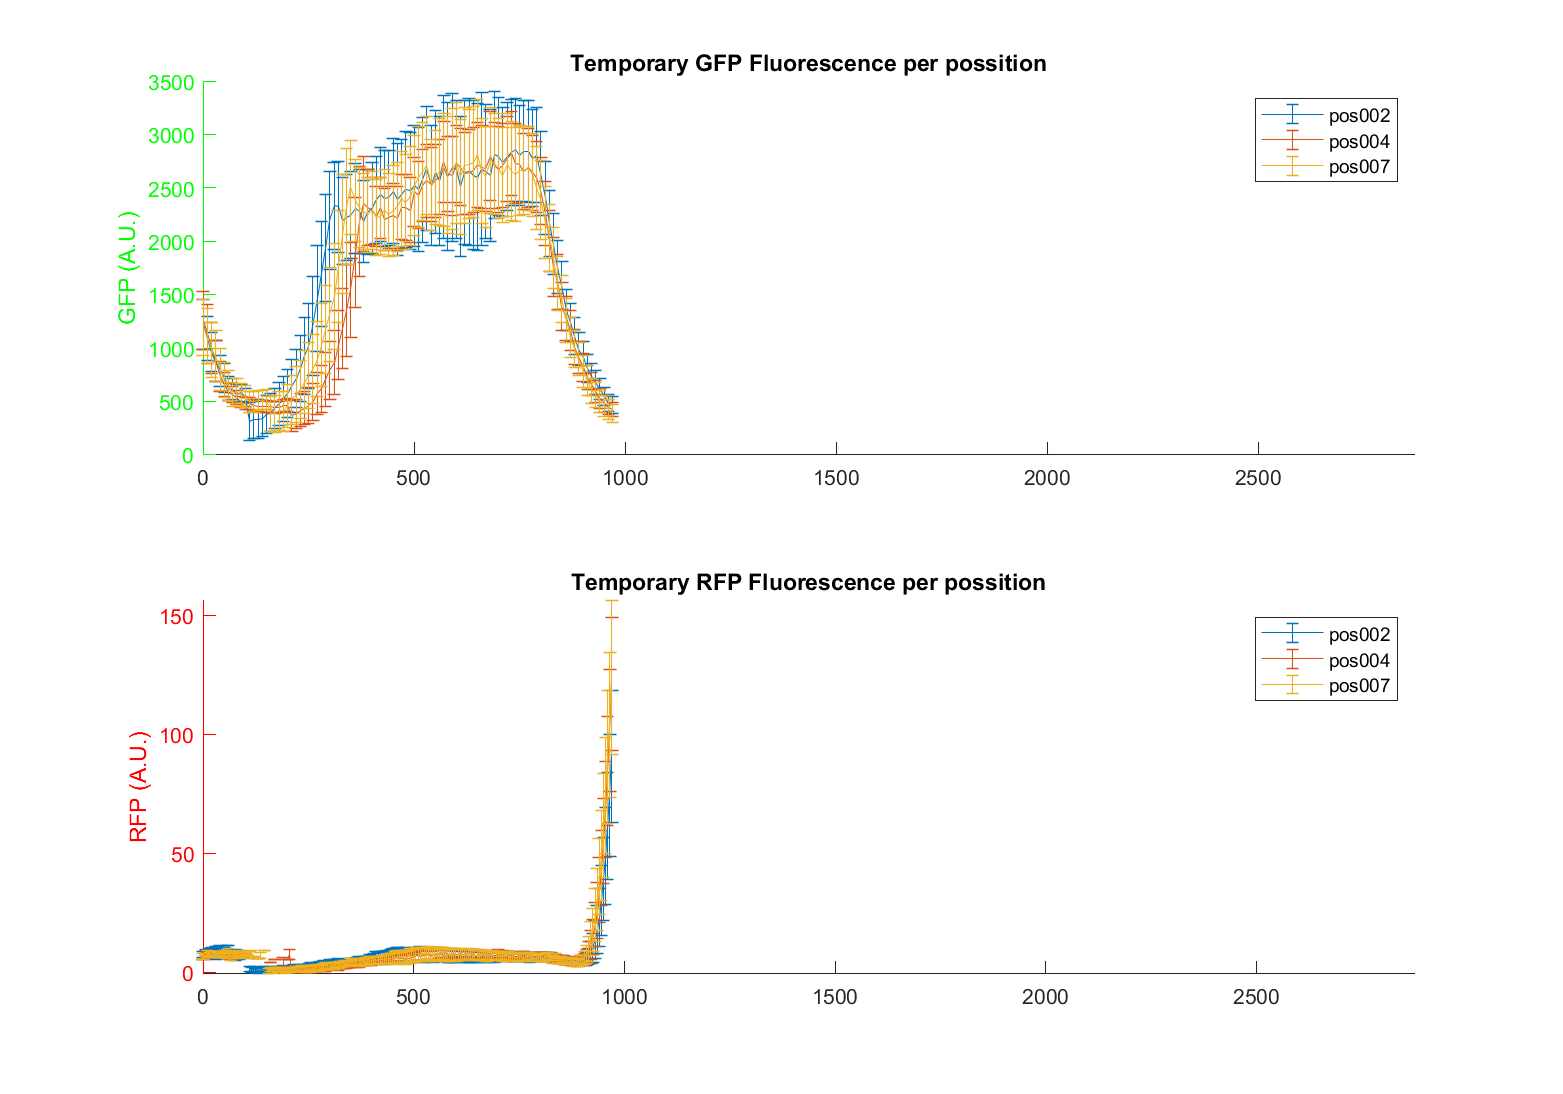 Temporary GFP Fluorescence per possition
GFP (A.U.)
3500
3000
2500
2000
1500
1000
500
0
0 500 1000 1500 2000 2500
pos002
pos004
pos007
Temporary RFP Fluorescence per possition
RFP (A.U.)
150
100
50
0
0 500 1000 1500 2000 2500
pos002
pos004
pos007